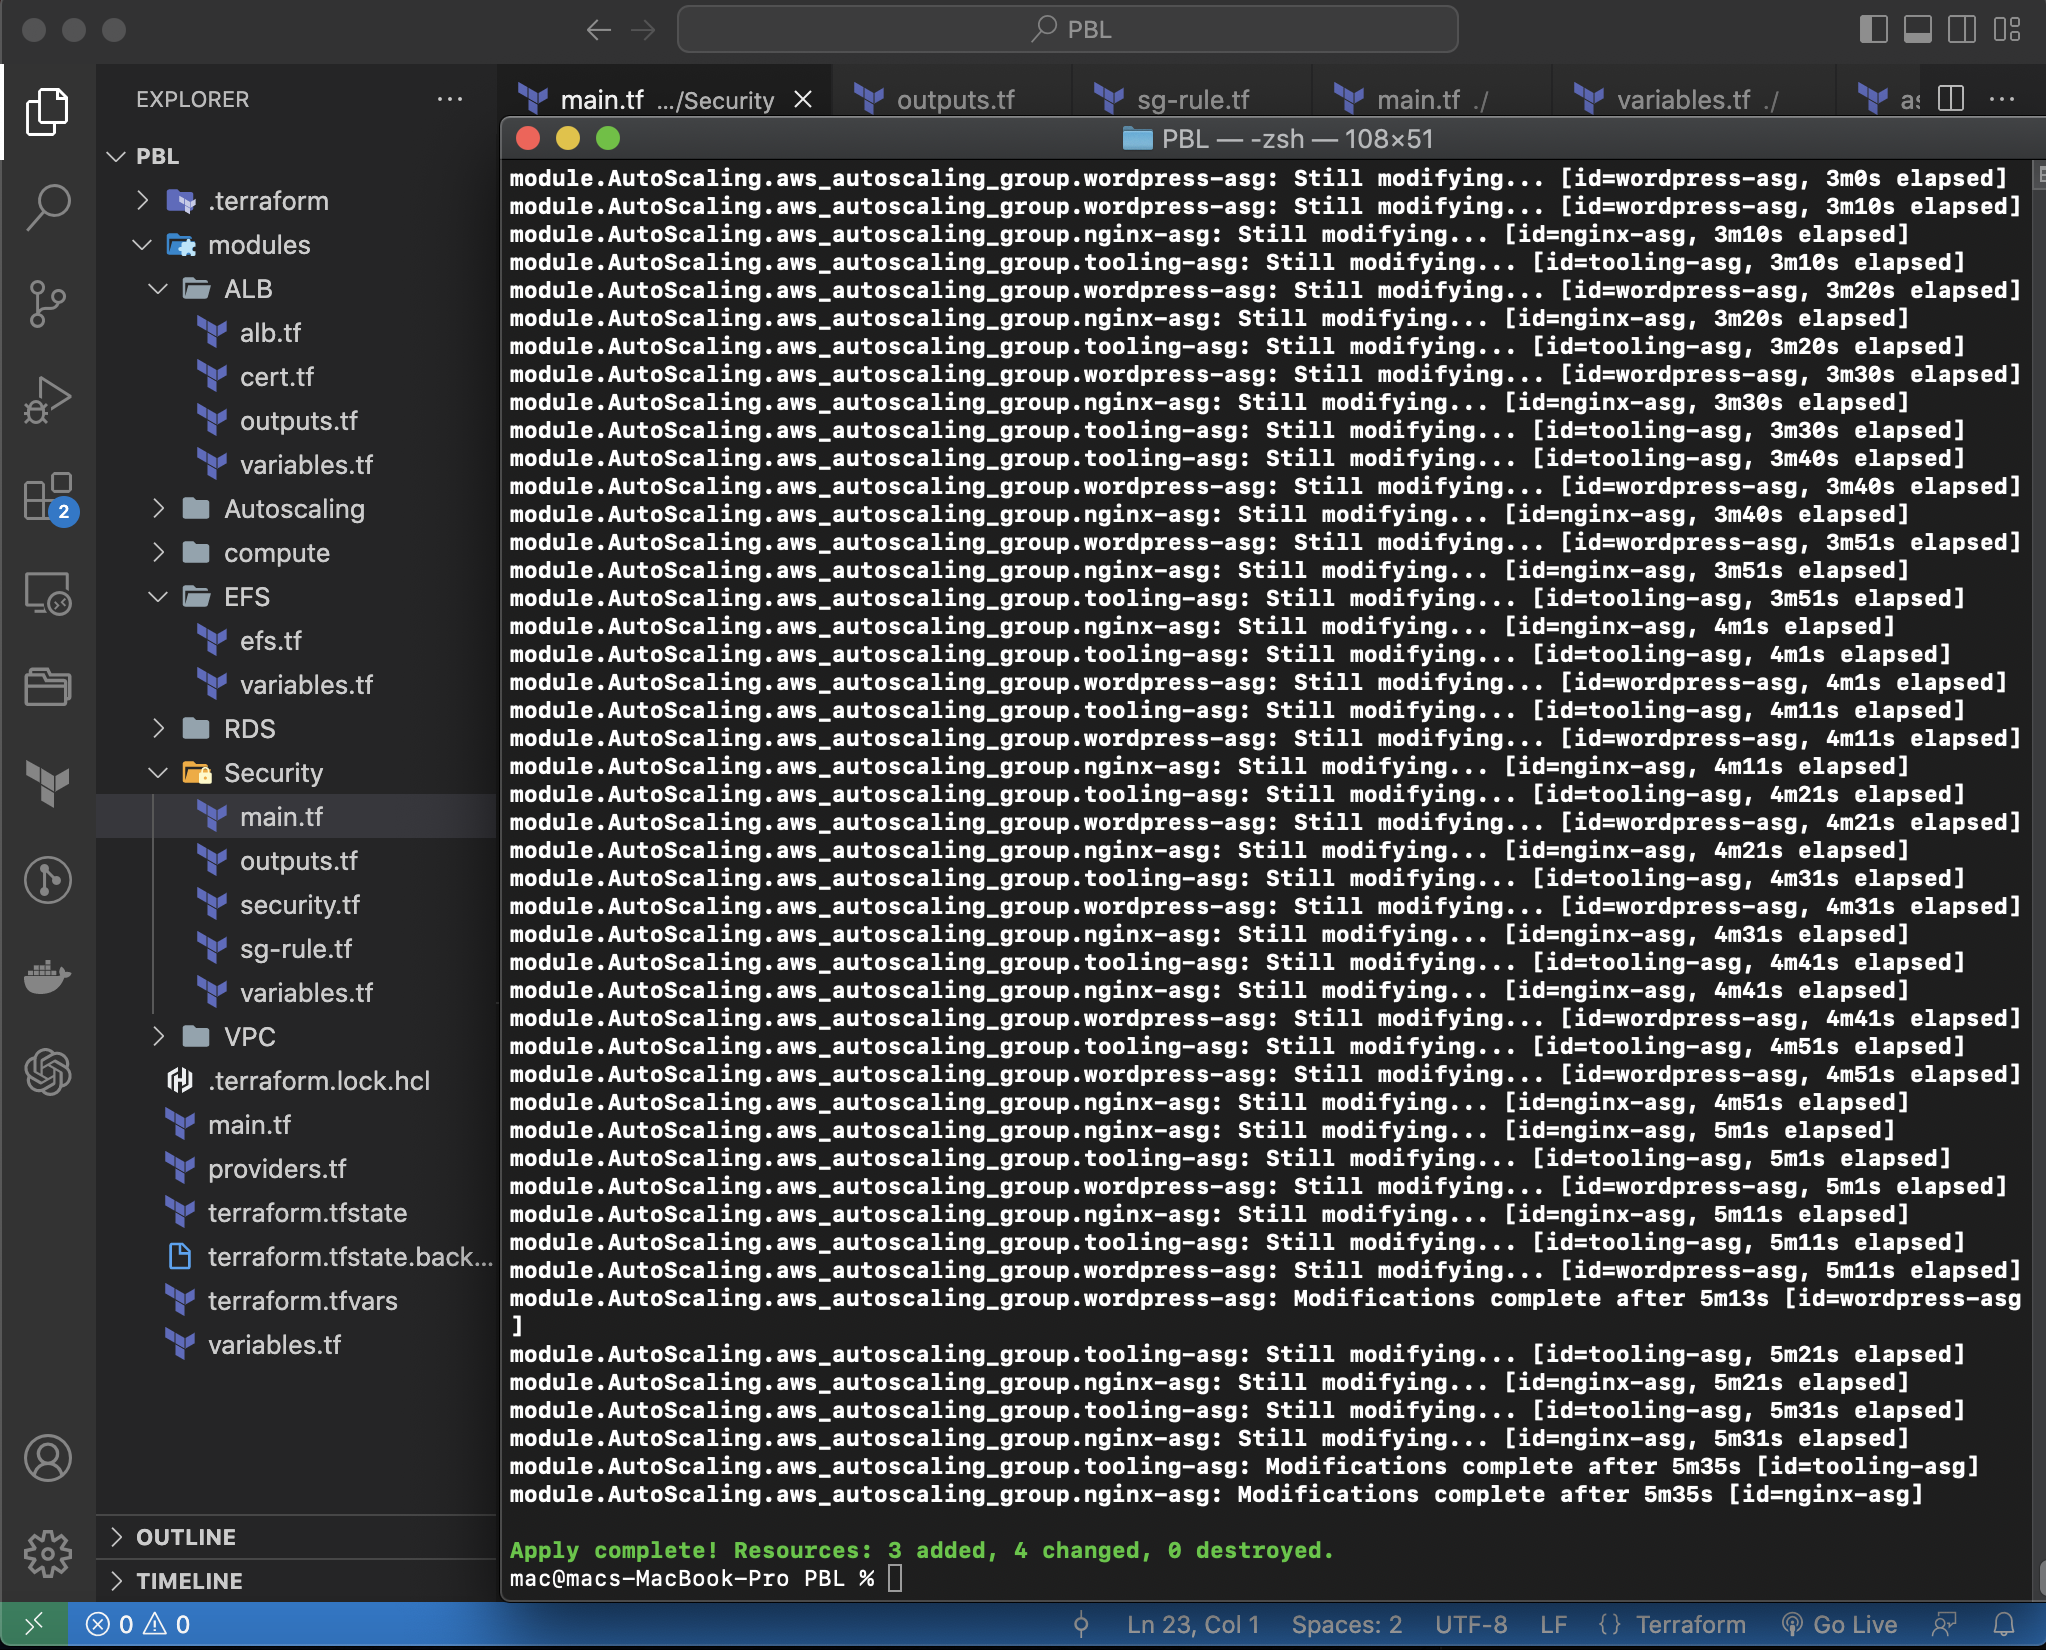 PBL
EXPLORER
PBL
.terraform
modules
ALB
alb.tf
cert.tf
outputs.tf
variables.tf
Autoscaling
compute
EFS
efs.tf
variables.tf
RDS
Security
main.tf
outputs.tf
security.tf
sg-rule.tf
variables.tf
VPC
.terraform.lock.hcl
main.tf
providers.tf
terraform.tfstate
terraform.tfstate.back...
terraform.tfvars
variables.tf
OUTLINE
TIMELINE
2
main.tf .../Security outputs.tf sg-rule.tf main.tf ./ variables.tf ./
PBL — -zsh — 108×51
module.AutoScaling.aws_autoscaling_group.wordpress-asg: Still modifying... [id=wordpress-asg, 3m0s elapsed]
module.AutoScaling.aws_autoscaling_group.wordpress-asg: Still modifying... [id=wordpress-asg, 3m10s elapsed]
module.AutoScaling.aws_autoscaling_group.nginx-asg: Still modifying... [id=nginx-asg, 3m10s elapsed]
module.AutoScaling.aws_autoscaling_group.tooling-asg: Still modifying... [id=tooling-asg, 3m10s elapsed]
module.AutoScaling.aws_autoscaling_group.wordpress-asg: Still modifying... [id=wordpress-asg, 3m20s elapsed]
module.AutoScaling.aws_autoscaling_group.nginx-asg: Still modifying... [id=nginx-asg, 3m20s elapsed]
module.AutoScaling.aws_autoscaling_group.tooling-asg: Still modifying... [id=tooling-asg, 3m20s elapsed]
module.AutoScaling.aws_autoscaling_group.wordpress-asg: Still modifying... [id=wordpress-asg, 3m30s elapsed]
module.AutoScaling.aws_autoscaling_group.nginx-asg: Still modifying... [id=nginx-asg, 3m30s elapsed]
module.AutoScaling.aws_autoscaling_group.tooling-asg: Still modifying... [id=tooling-asg, 3m30s elapsed]
module.AutoScaling.aws_autoscaling_group.tooling-asg: Still modifying... [id=tooling-asg, 3m40s elapsed]
module.AutoScaling.aws_autoscaling_group.wordpress-asg: Still modifying... [id=wordpress-asg, 3m40s elapsed]
module.AutoScaling.aws_autoscaling_group.nginx-asg: Still modifying... [id=nginx-asg, 3m40s elapsed]
module.AutoScaling.aws_autoscaling_group.wordpress-asg: Still modifying... [id=wordpress-asg, 3m51s elapsed]
module.AutoScaling.aws_autoscaling_group.nginx-asg: Still modifying... [id=nginx-asg, 3m51s elapsed]
module.AutoScaling.aws_autoscaling_group.tooling-asg: Still modifying... [id=tooling-asg, 3m51s elapsed]
module.AutoScaling.aws_autoscaling_group.nginx-asg: Still modifying... [id=nginx-asg, 4m1s elapsed]
module.AutoScaling.aws_autoscaling_group.tooling-asg: Still modifying... [id=tooling-asg, 4m1s elapsed]
module.AutoScaling.aws_autoscaling_group.wordpress-asg: Still modifying... [id=wordpress-asg, 4m1s elapsed]
module.AutoScaling.aws_autoscaling_group.tooling-asg: Still modifying... [id=tooling-asg, 4m11s elapsed]
module.AutoScaling.aws_autoscaling_group.wordpress-asg: Still modifying... [id=wordpress-asg, 4m11s elapsed]
module.AutoScaling.aws_autoscaling_group.nginx-asg: Still modifying... [id=nginx-asg, 4m11s elapsed]
module.AutoScaling.aws_autoscaling_group.tooling-asg: Still modifying... [id=tooling-asg, 4m21s elapsed]
module.AutoScaling.aws_autoscaling_group.wordpress-asg: Still modifying... [id=wordpress-asg, 4m21s elapsed]
module.AutoScaling.aws_autoscaling_group.nginx-asg: Still modifying... [id=nginx-asg, 4m21s elapsed]
module.AutoScaling.aws_autoscaling_group.tooling-asg: Still modifying... [id=tooling-asg, 4m31s elapsed]
module.AutoScaling.aws_autoscaling_group.wordpress-asg: Still modifying... [id=wordpress-asg, 4m31s elapsed]
module.AutoScaling.aws_autoscaling_group.nginx-asg: Still modifying... [id=nginx-asg, 4m31s elapsed]
module.AutoScaling.aws_autoscaling_group.tooling-asg: Still modifying... [id=tooling-asg, 4m41s elapsed]
module.AutoScaling.aws_autoscaling_group.nginx-asg: Still modifying... [id=nginx-asg, 4m41s elapsed]
module.AutoScaling.aws_autoscaling_group.wordpress-asg: Still modifying... [id=wordpress-asg, 4m41s elapsed]
module.AutoScaling.aws_autoscaling_group.tooling-asg: Still modifying... [id=tooling-asg, 4m51s elapsed]
module.AutoScaling.aws_autoscaling_group.wordpress-asg: Still modifying... [id=wordpress-asg, 4m51s elapsed]
module.AutoScaling.aws_autoscaling_group.nginx-asg: Still modifying... [id=nginx-asg, 4m51s elapsed]
module.AutoScaling.aws_autoscaling_group.nginx-asg: Still modifying... [id=nginx-asg, 5m1s elapsed]
module.AutoScaling.aws_autoscaling_group.tooling-asg: Still modifying... [id=tooling-asg, 5m1s elapsed]
module.AutoScaling.aws_autoscaling_group.wordpress-asg: Still modifying... [id=wordpress-asg, 5m1s elapsed]
module.AutoScaling.aws_autoscaling_group.nginx-asg: Still modifying... [id=nginx-asg, 5m11s elapsed]
module.AutoScaling.aws_autoscaling_group.tooling-asg: Still modifying... [id=tooling-asg, 5m11s elapsed]
module.AutoScaling.aws_autoscaling_group.wordpress-asg: Still modifying... [id=wordpress-asg, 5m11s elapsed]
module.AutoScaling.aws_autoscaling_group.wordpress-asg: Modifications complete after 5m13s [id=wordpress-asg
]
module.AutoScaling.aws_autoscaling_group.tooling-asg: Still modifying... [id=tooling-asg, 5m21s elapsed]
module.AutoScaling.aws_autoscaling_group.nginx-asg: Still modifying... [id=nginx-asg, 5m21s elapsed]
module.AutoScaling.aws_autoscaling_group.tooling-asg: Still modifying... [id=tooling-asg, 5m31s elapsed]
module.AutoScaling.aws_autoscaling_group.nginx-asg: Still modifying... [id=nginx-asg, 5m31s elapsed]
module.AutoScaling.aws_autoscaling_group.tooling-asg: Modifications complete after 5m35s [id=tooling-asg]
module.AutoScaling.aws_autoscaling_group.nginx-asg: Modifications complete after 5m35s [id=nginx-asg]
Apply complete! Resources: 3 added, 4 changed, 0 destroyed.
mac@macs-MacBook-Pro PBL %
0 0 Ln 23, Col 1 Spaces: 2 UTF-8 LF {} Terraform Go Live